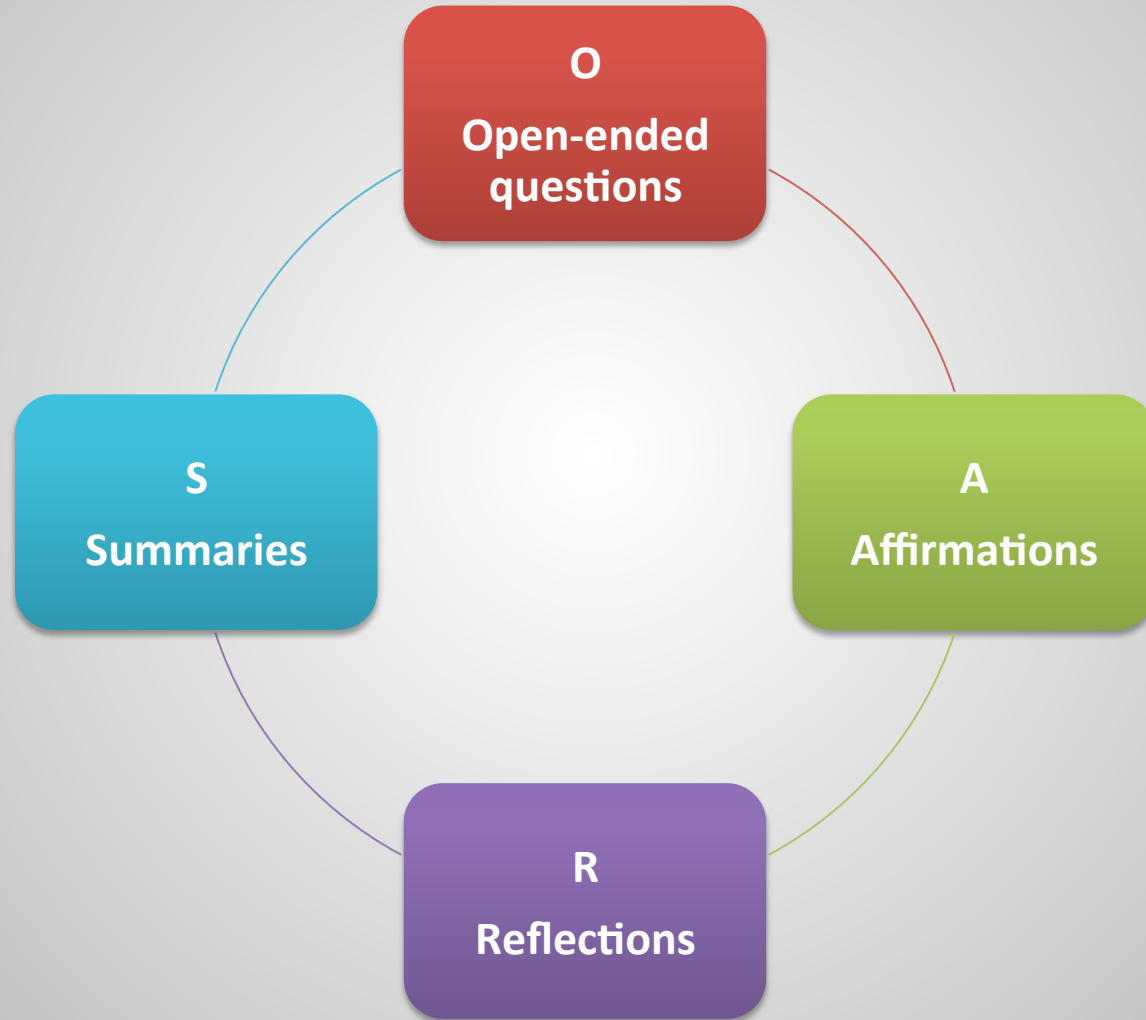 O
Open-ended
questions
A
Affirmations
R
Reflections
S
Summaries